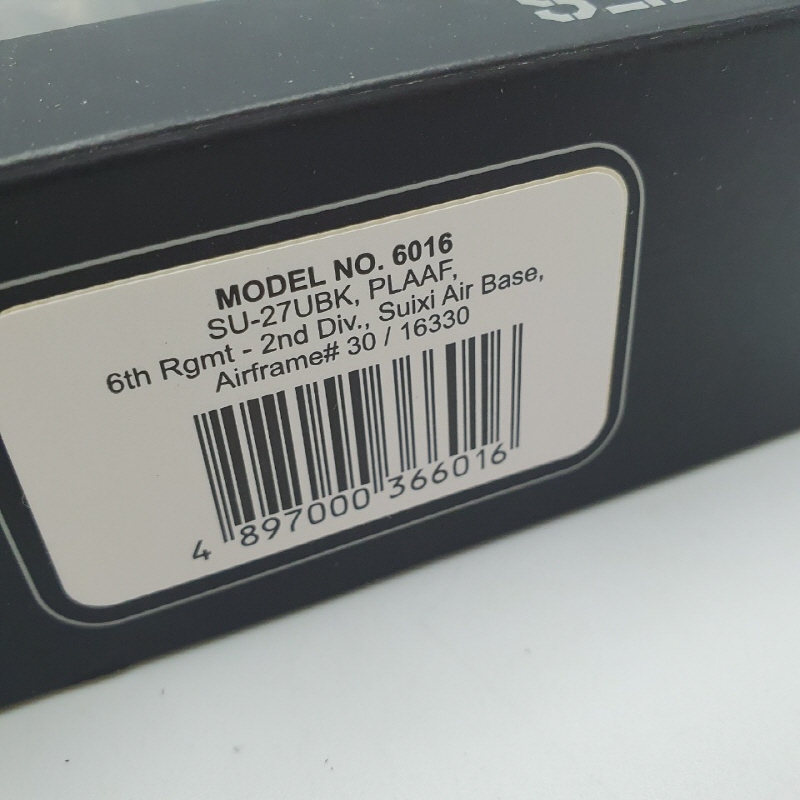 MODEL NO. 6016
SU-27UBK, PLAAF,
6th Rgmt - 2nd Div., Suixi Air Base,
Airframe# 30 / 16330
4 897000 366016